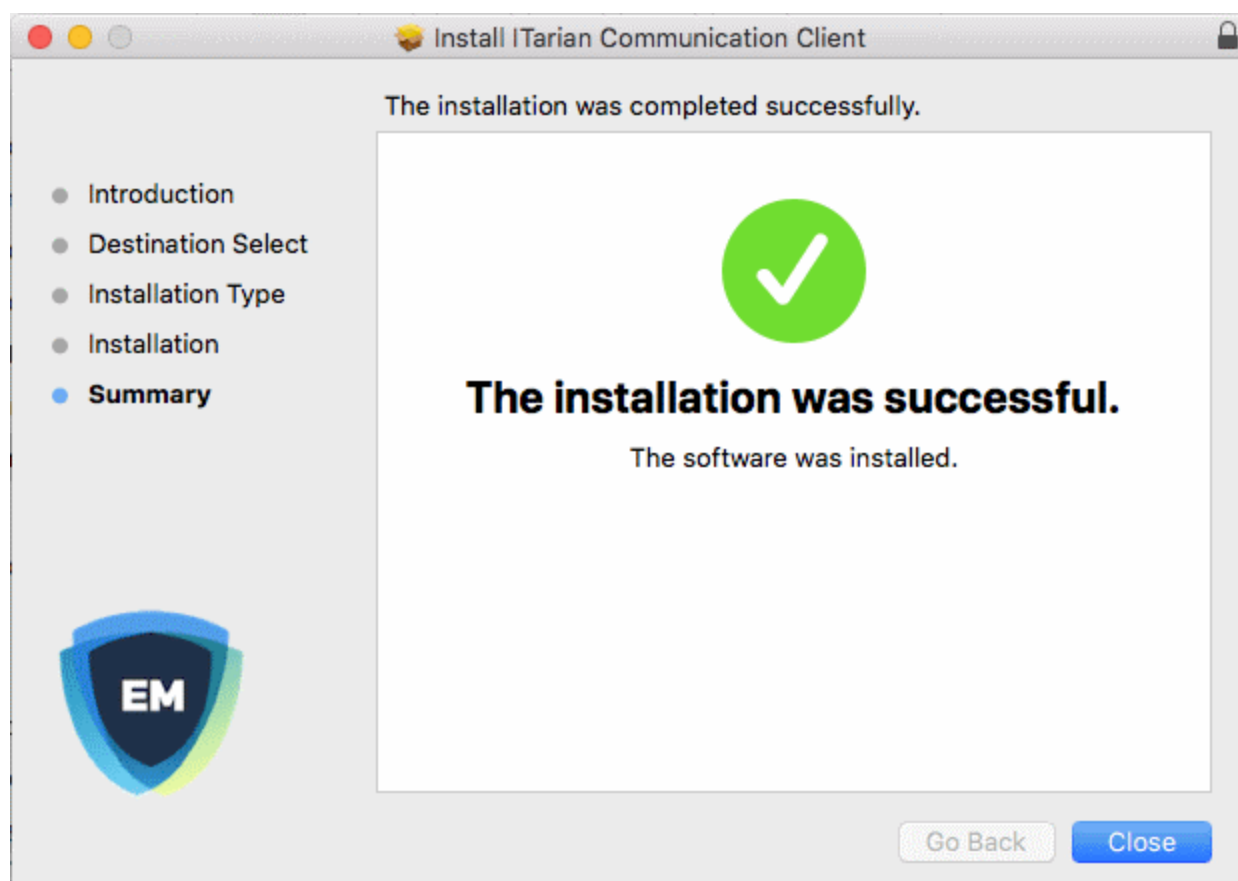 Install ITarian Communication Client
The installation was completed successfully.
Introduction
Destination Select
Installation Type
Installation
Summary
The installation was successful.
The software was installed.
EM
Go Back
Close